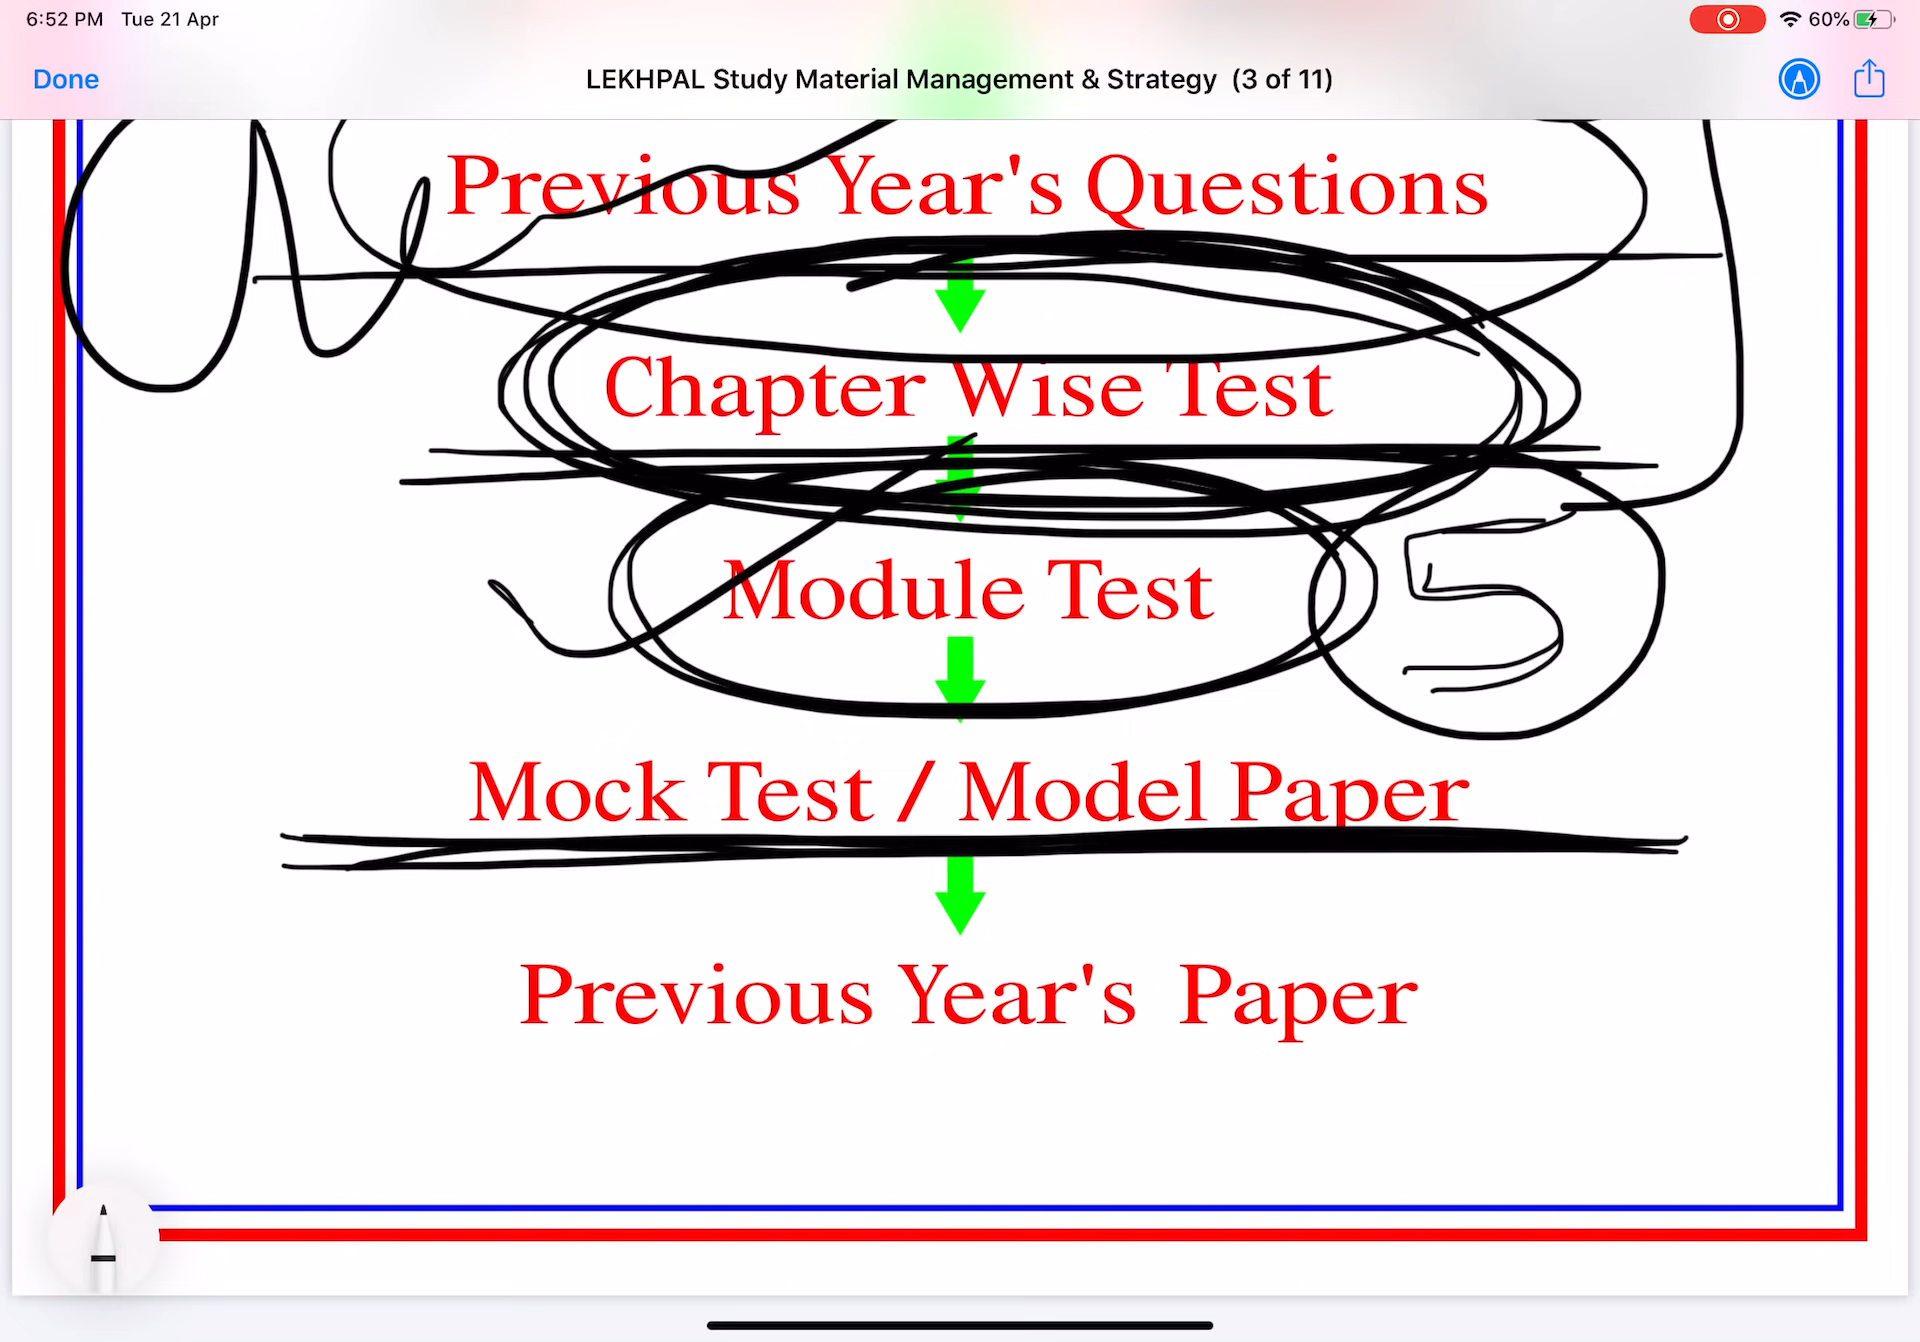 6:52 PM Tue 21 Apr 60%
Done LEKHPAL Study Material Management & Strategy (3 of 11)
Previous Year's Questions
Chapter Wise Test
Module Test
5
Mock Test / Model Paper
Previous Year's Paper